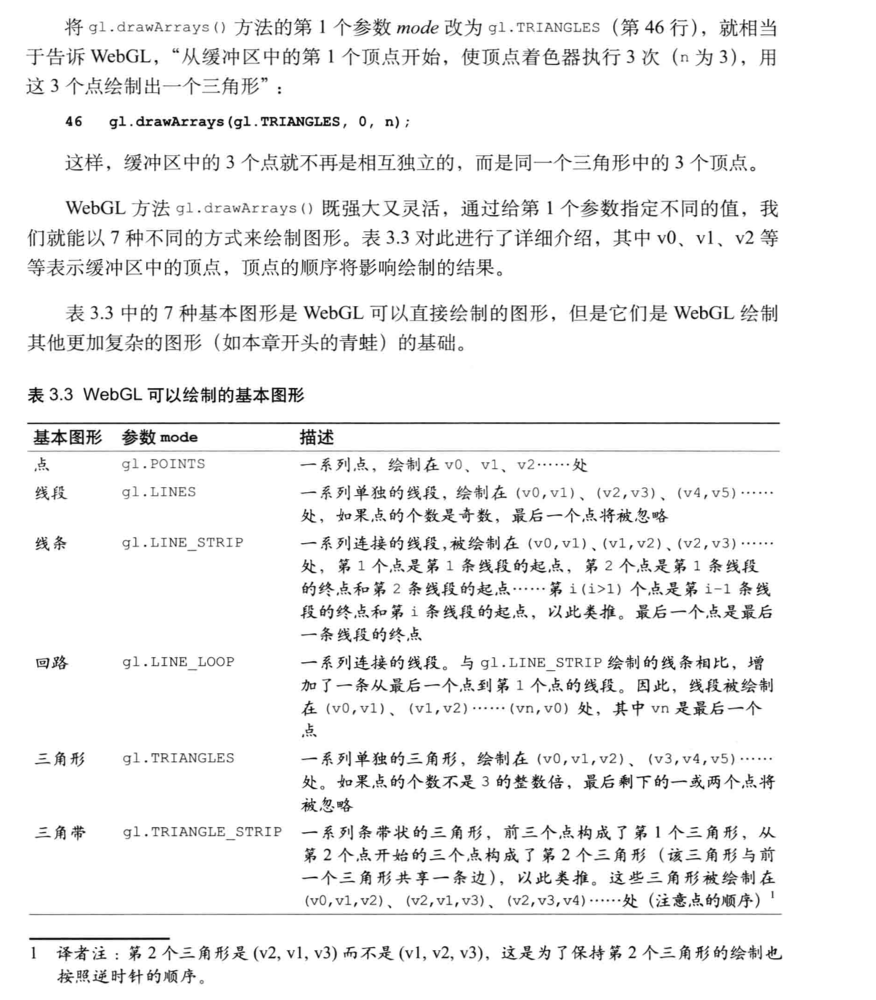 将 gl.drawArrays() 方法的第 1 个参数 mode 改为 gl.TRIANGLES（第 46 行），就相当
于告诉 WebGL，“从缓冲区中的第 1 个顶点开始，使顶点着色器执行 3 次（n 为 3），用
这 3 个点绘制出一个三角形”：
46 gl.drawArrays(gl.TRIANGLES, 0, n);
这样，缓冲区中的 3 个点就不再是相互独立的，而是同一个三角形中的 3 个顶点。
WebGL 方法 gl.drawArrays() 既强大又灵活，通过给第 1 个参数指定不同的值，我
们就能以 7 种不同的方式来绘制图形。表 3.3 对此进行了详细介绍，其中 v0、v1、v2 等
等表示缓冲区中的顶点，顶点的顺序将影响绘制的结果。
表 3.3 中的 7 种基本图形是 WebGL 可以直接绘制的图形，但是它们是 WebGL 绘制
其他更加复杂的图形（如本章开头的青蛙）的基础。
表 3.3 WebGL 可以绘制的基本图形
基本图形 参数 mode 描述
点 gl.POINTS 一系列点，绘制在 v0、v1、v2……处
线段 gl.LINES 一系列单独的线段，绘制在 (v0,v1)、(v2,v3)、(v4,v5)……
处，如果点的个数是奇数，最后一个点将被忽略
线条 gl.LINE_STRIP 一系列连接的线段,被绘制在 (v0,v1)、(v1,v2)、(v2,v3)……
处，第 1 个点是第 1 条线段的起点，第 2 个点是第 1 条线段
的终点和第 2 条线段的起点……第 i(i>1) 个点是第 i-1 条线
段的终点和第 i 条线段的起点，以此类推。最后一个点是最后
一条线段的终点
回路 gl.LINE_LOOP 一系列连接的线段。与 gl.LINE_STRIP 绘制的线条相比，增
加了一条从最后一个点到第 1 个点的线段。因此，线段被绘制
在 (v0,v1)、(v1,v2)……(vn,v0) 处，其中 vn 是最后一个
点
三角形 gl.TRIANGLES 一系列单独的三角形，绘制在 (v0,v1,v2)、(v3,v4,v5)……
处。如果点的个数不是 3 的整数倍，最后剩下的一或两个点将
被忽略
三角带 gl.TRIANGLE_STRIP 一系列条带状的三角形，前三个点构成了第 1 个三角形，从
第 2 个点开始的三个点构成了第 2 个三角形（该三角形与前
一个三角形共享一条边），以此类推。这些三角形被绘制在
(v0,v1,v2)、(v2,v1,v3)、(v2,v3,v4)……处（注意点的顺序）1
1 译者注：第 2 个三角形是 (v2, v1, v3) 而不是 (v1, v2, v3)，这是为了保持第 2 个三角形的绘制也
按照逆时针的顺序。